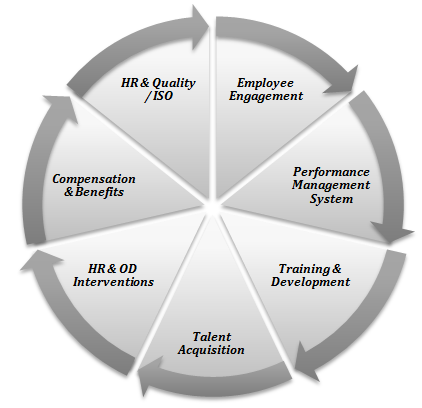 HR & Quality
/ ISO
Employee
Engagement
Performance
Management
System
Training &
Development
Talent
Acquisition
HR & OD
Interventions
Compensation
& Benefits